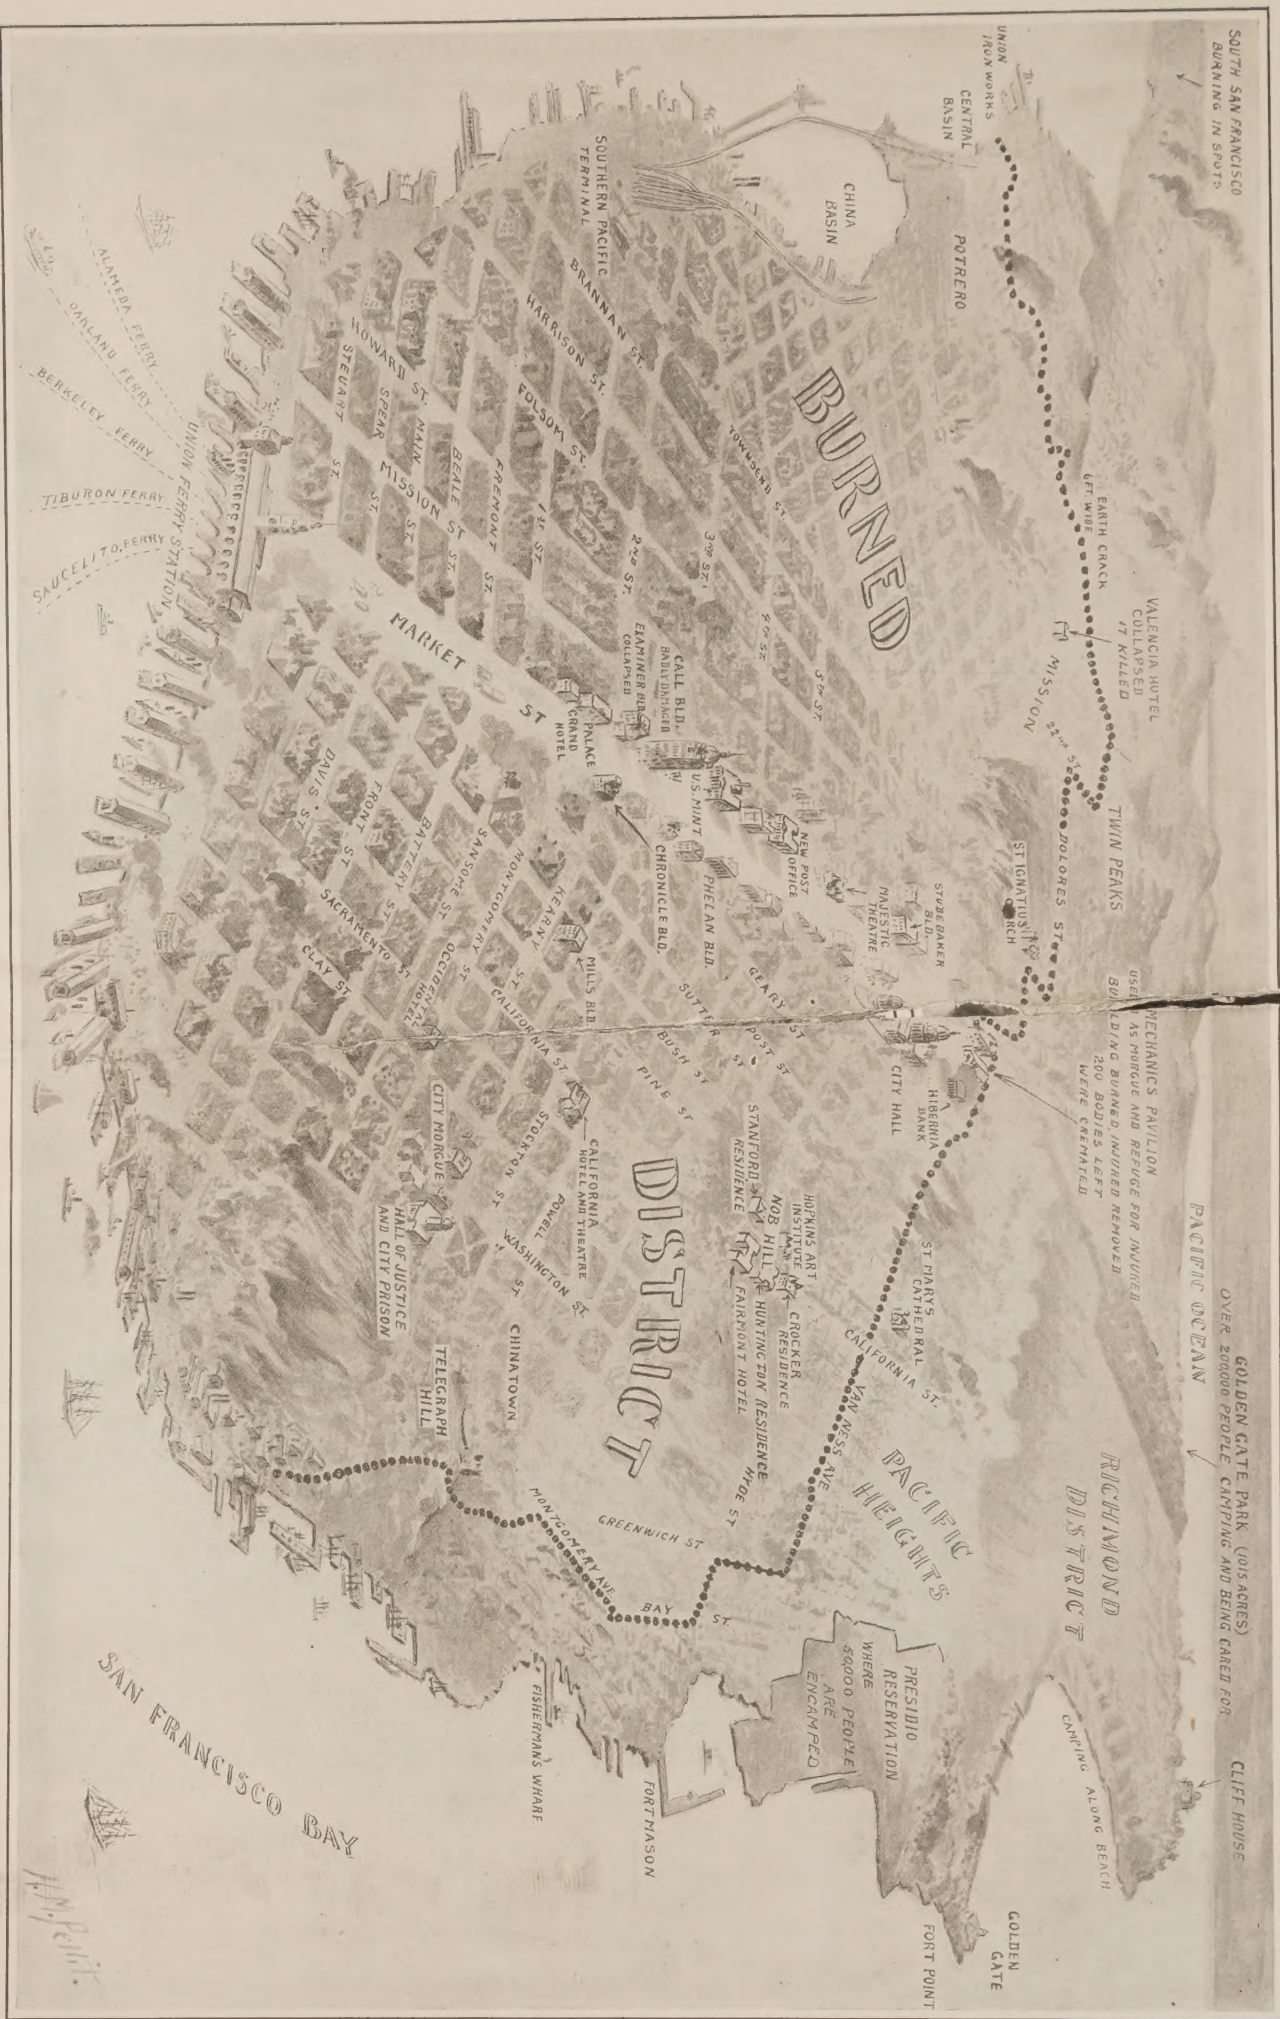 SOUTH SAN FRANCISCO
BURNING IN SPOTS
GOLDEN GATE PARK (1015 ACRES)
OVER 200,000 PEOPLE CAMPING AND BEING CARED FOR
CLIFF HOUSE
PACIFIC OCEAN
UNION
IRONWORKS
CENTRAL
BASIN
CHINA
BASIN
POTRERO
EARTH CRACK
6 FT. WIDE
VALENCIA HOTEL
COLLAPSED
17 KILLED
MISSION
22ND ST.
TWIN PEAKS
DOLORES ST.
ST IGNATIUS
CHURCH
MECHANICS PAVILION
USED AS MORGUE AND REFUGE FOR INJURED
BUILDING BURNED INJURED REMOVED
200 BODIES LEFT
WERE CREMATED
RICHMOND
DISTRICT
CAMPING ALONG BEACH
GOLDEN
GATE
FORT POINT
PRESIDIO
RESERVATION
WHERE
50,000 PEOPLE
ARE
ENCAMPED
PACIFIC
HEIGHTS
BURNED
DISTRICT
SOUTHERN PACIFIC
TERMINAL
BRANNAN ST.
HARRISON ST.
FOLSOM ST.
HOWARD ST.
MISSION ST
TOWNSEND ST
STEUART ST.
SPEAR ST.
MAIN ST.
BEALE ST.
FREMONT ST.
1ST ST.
2ND ST.
3RD ST.
4TH ST.
5TH ST.
MARKET ST
EXAMINER BLD.
COLLAPSED
CALL BLD.
BADLY DAMAGED
PALACE
GRAND
HOTEL
U.S. MINT
NEW POST
OFFICE
MAJESTIC
THEATRE
STUDEBAKER
BLD.
CHRONICLE BLD.
PHELAN BLD.
MILLS BLD
CITY HALL
HIBERNIA
BANK
ST MARYS
CATHEDRAL
CALIFORNIA ST.
VAN NESS AVE
GEARY ST
POST ST
SUTTER ST
BUSH ST
PINE ST
CALIFORNIA ST.
DAVIS ST
FRONT ST
BATTERY ST
SANSOME ST
MONTGOMERY ST
KEARNY
SACRAMENTO ST
CLAY ST
OCCIDENTAL
HOTEL
STOCKTON ST.
POWELL
WASHINGTON ST.
CALIFORNIA
HOTEL AND THEATRE
CITY MORGUE
HALL OF JUSTICE
AND CITY PRISON
STANFORD
RESIDENCE
HOPKINS ART
INSTITUTE
NOB HILL
CROCKER
RESIDENCE
HUNTINGTON RESIDENCE
FAIRMONT HOTEL
CHINATOWN
TELEGRAPH
HILL
HYDE ST
GREENWICH ST
MONTGOMERY AVE.
BAY ST.
FISHERMAN'S WHARF
FORT MASON
ALAMEDA FERRY
OAKLAND FERRY
BERKELEY FERRY
TIBURON FERRY
SAUCELITO FERRY
UNION FERRY STATION
SAN FRANCISCO BAY
H.M. Pettit.